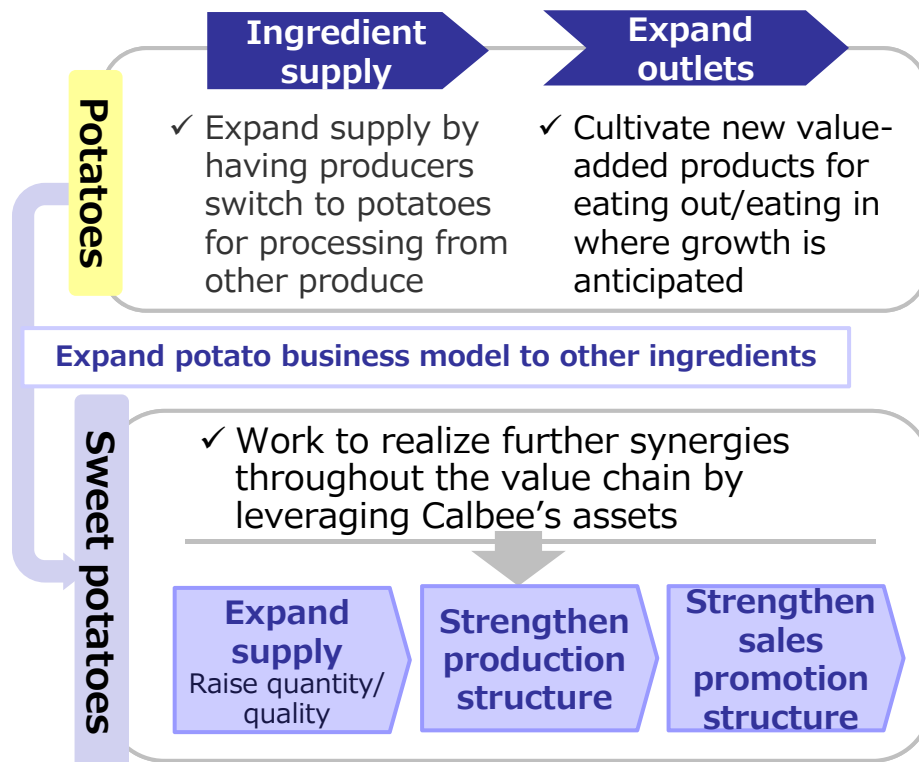 Ingredient
supply
Expand
outlets
Potatoes
✓ Expand supply by
having producers
switch to potatoes
for processing from
other produce
✓ Cultivate new value-
added products for
eating out/eating in
where growth is
anticipated
Expand potato business model to other ingredients
Sweet potatoes
✓ Work to realize further synergies
throughout the value chain by
leveraging Calbee’s assets
Expand
supply
Raise quantity/
quality
Strengthen
production
structure
Strengthen
sales
promotion
structure